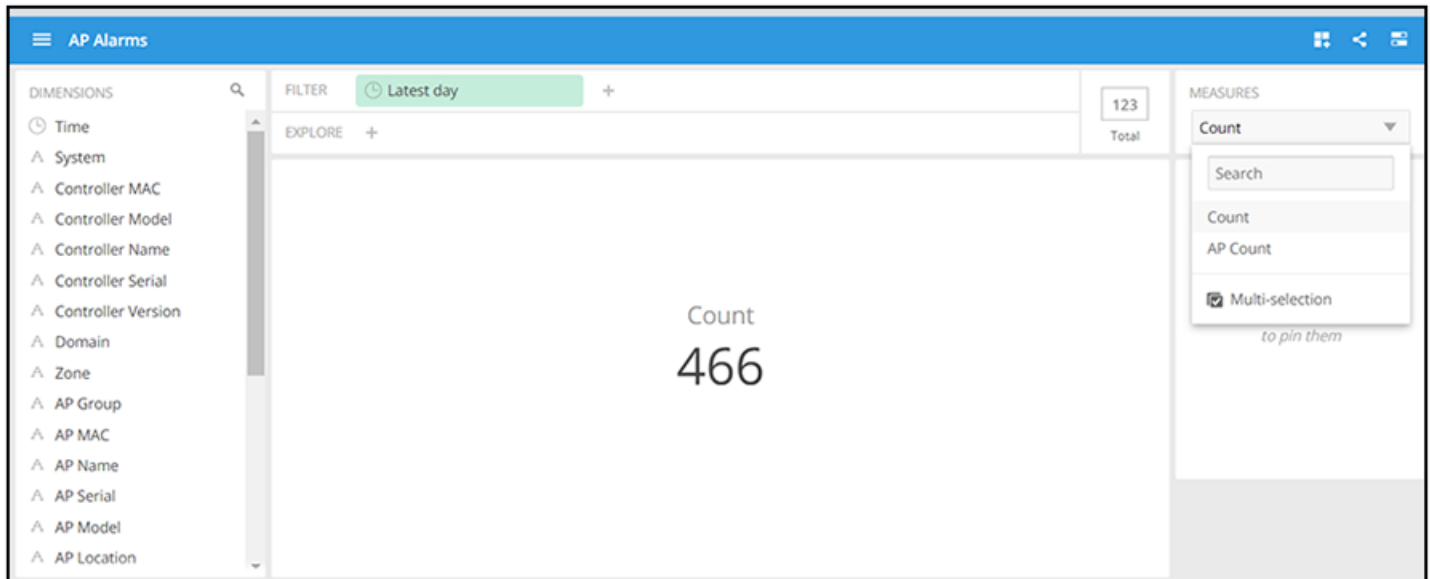 AP Alarms
DIMENSIONS
Time
System
Controller MAC
Controller Model
Controller Name
Controller Serial
Controller Version
Domain
Zone
AP Group
AP MAC
AP Name
AP Serial
AP Model
AP Location
FILTER Latest day +
EXPLORE +
123
Total
Count
466
MEASURES
Count
Search
Count
AP Count
Multi-selection
to pin them